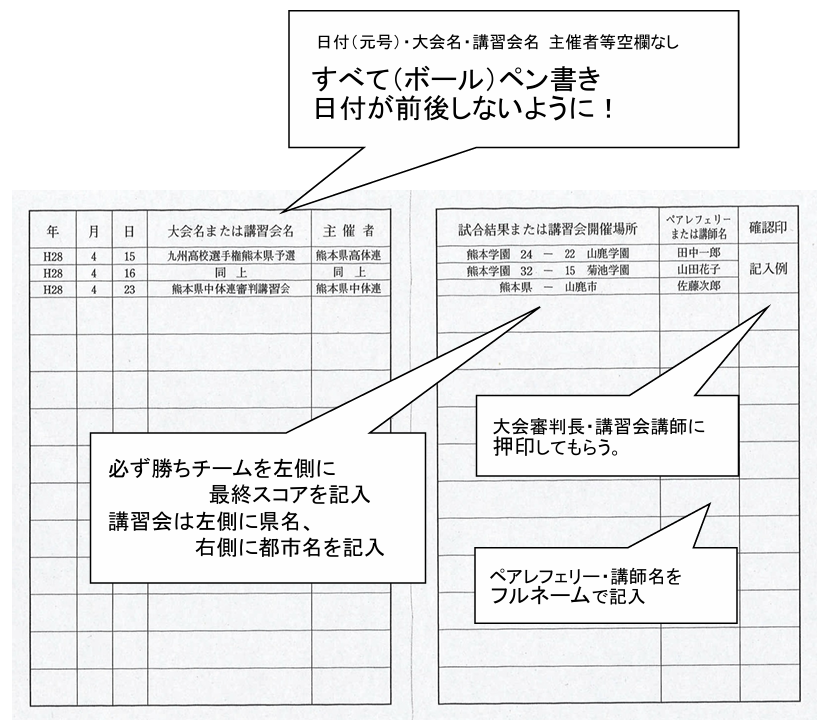 日付(元号)・大会名・講習会名 主催者等空欄なし
すべて(ボール)ペン書き
日付が前後しないように!
年 月 日 大会名または講習会名 主催者
H28 4 15 九州高校選手権熊本県予選 熊本県高体連
H28 4 16 同上 同上
H28 4 23 熊本県中体連審判講習会 熊本県中体連
試合結果または講習会開催場所 ペアレフェリー
または講師名 確認印
熊本学園 24 ― 22 山鹿学園 田中一郎
熊本学園 32 ― 15 菊池学園 山田花子
熊本県 ― 山鹿市 佐藤次郎
記入例
必ず勝ちチームを左側に
最終スコアを記入
講習会は左側に県名、
右側に都市名を記入
大会審判長・講習会講師に
押印してもらう。
ペアレフェリー・講師名を
フルネームで記入